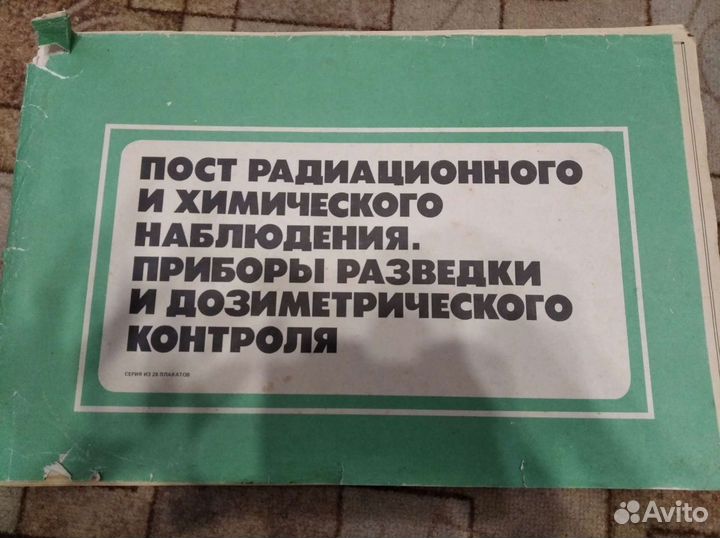 ПОСТ РАДИАЦИОННОГО
И ХИМИЧЕСКОГО
НАБЛЮДЕНИЯ.
ПРИБОРЫ РАЗВЕДКИ
И ДОЗИМЕТРИЧЕСКОГО
КОНТРОЛЯ
СЕРИЯ ИЗ 28 ПЛАКАТОВ
Avito